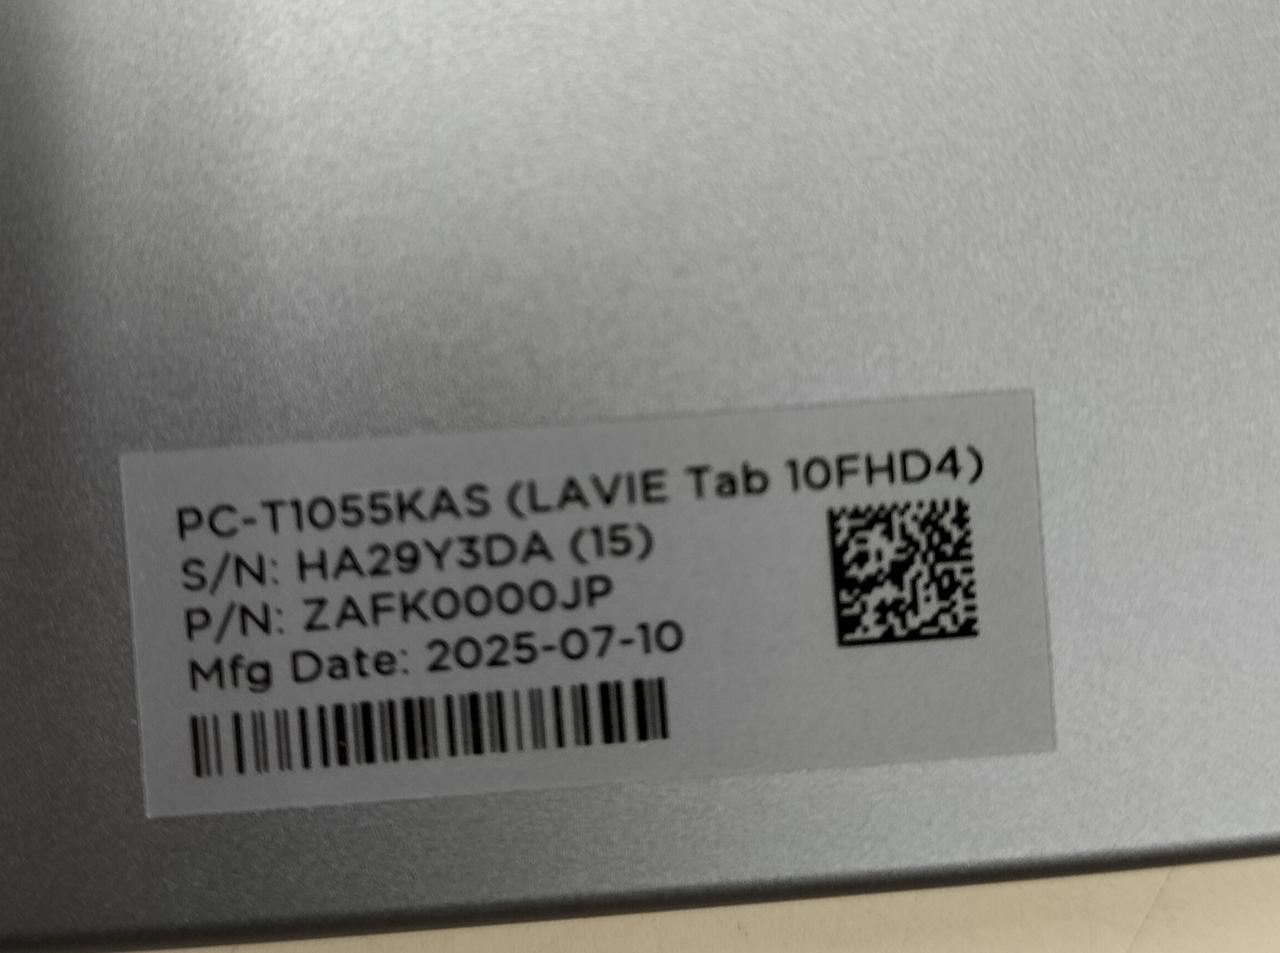 PC-T1055KAS (LAVIE Tab 10FHD4)
S/N: HA29Y3DA (15)
P/N: ZAFK0000JP
Mfg Date: 2025-07-10